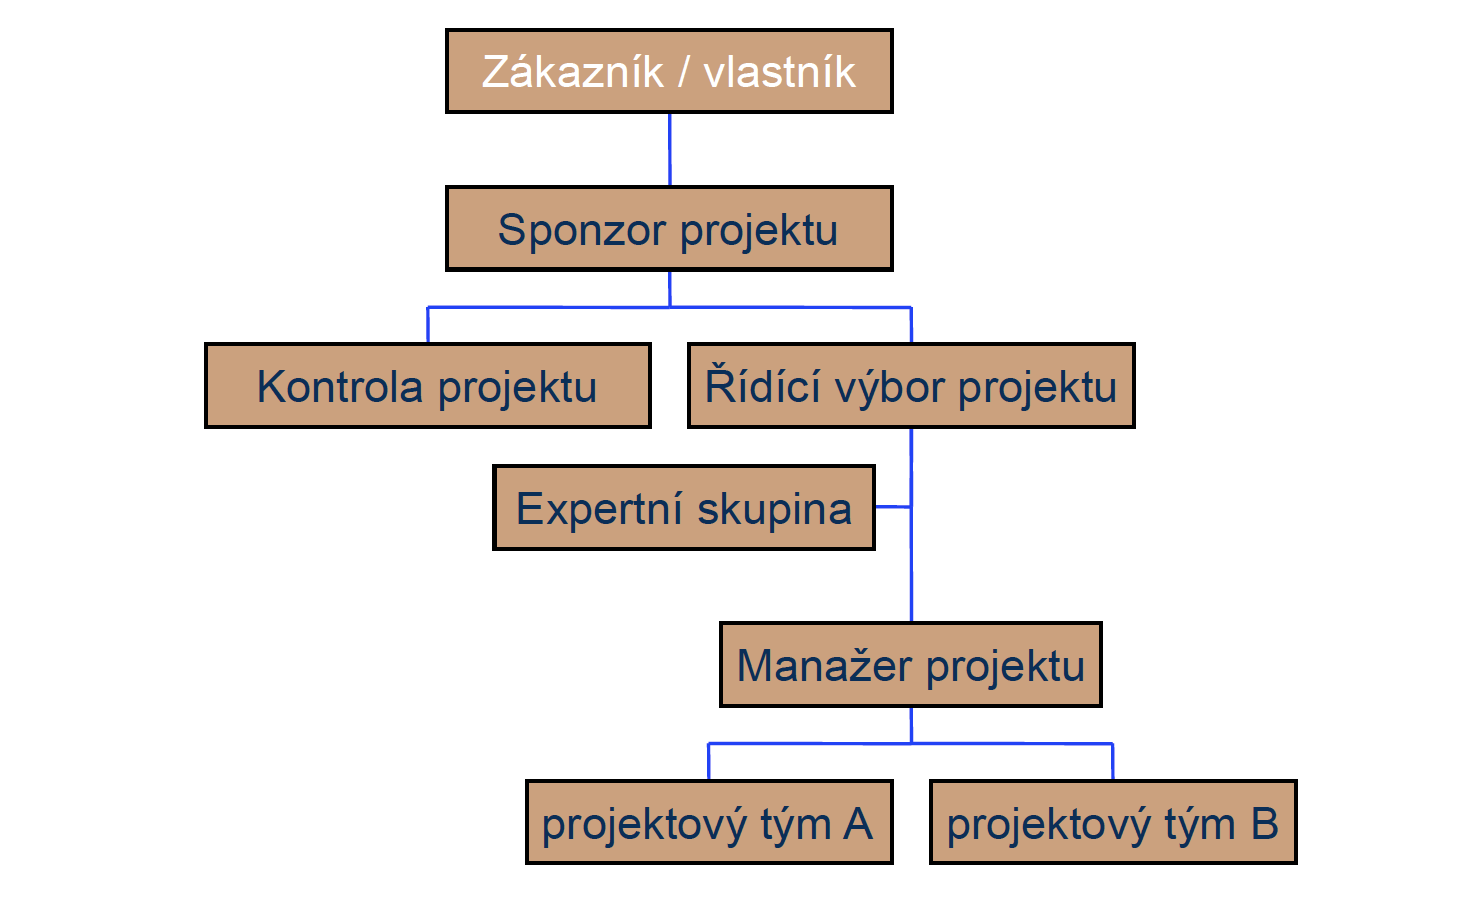 Zákazník / vlastník
Sponzor projektu
Kontrola projektu
Řídící výbor projektu
Expertní skupina
Manažer projektu
projektový tým A
projektový tým B